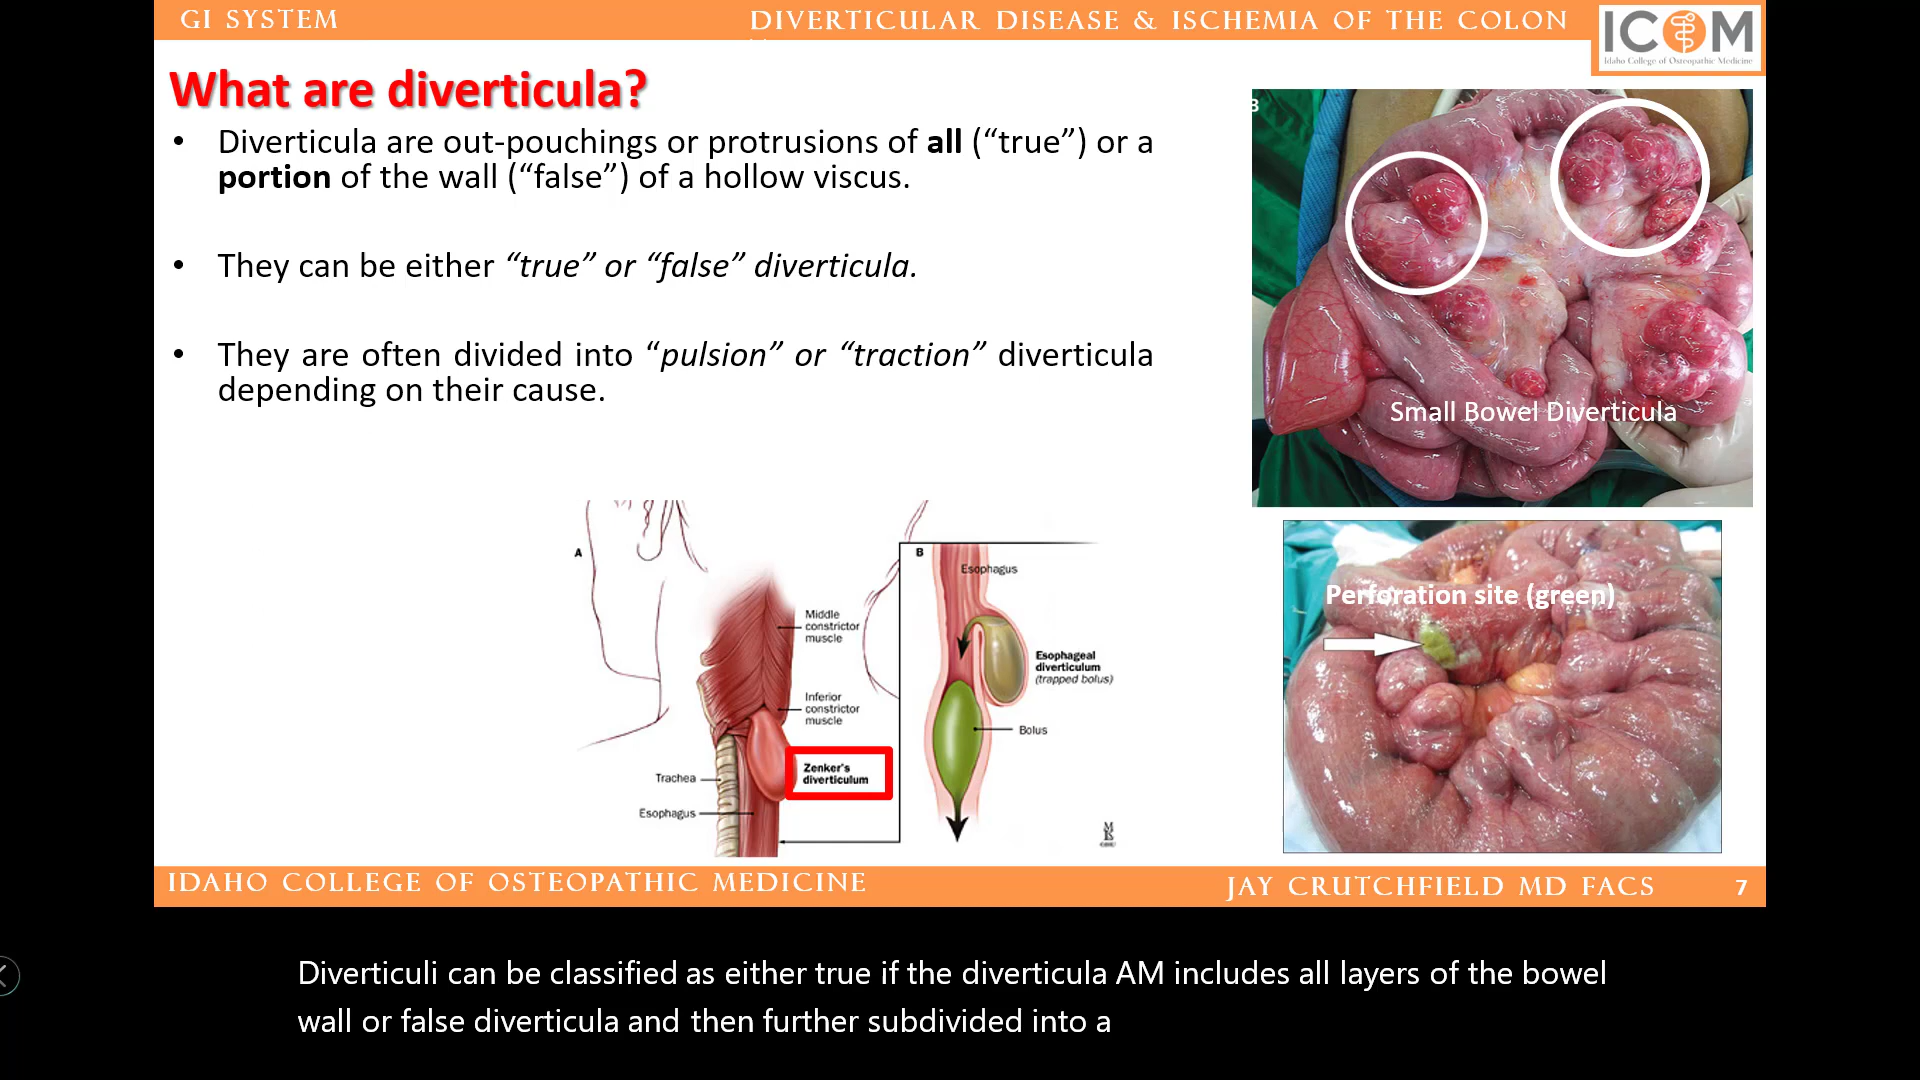 GI SYSTEM
DIVERTICULAR DISEASE & ISCHEMIA OF THE COLON
ICOM
Idaho College of Osteopathic Medicine
What are diverticula?
• Diverticula are out-pouchings or protrusions of all (“true”) or a
portion of the wall (“false”) of a hollow viscus.
• They can be either “true” or “false” diverticula.
• They are often divided into “pulsion” or “traction” diverticula
depending on their cause.
B
Small Bowel Diverticula
Perforation site (green)
A
Middle
constrictor
muscle
Inferior
constrictor
muscle
Zenker's
diverticulum
Trachea
Esophagus
B
Esophagus
Esophageal
diverticulum
(trapped bolus)
Bolus
IDAHO COLLEGE OF OSTEOPATHIC MEDICINE
JAY CRUTCHFIELD MD FACS
7
Diverticuli can be classified as either true if the diverticula AM includes all layers of the bowel
wall or false diverticula and then further subdivided into a